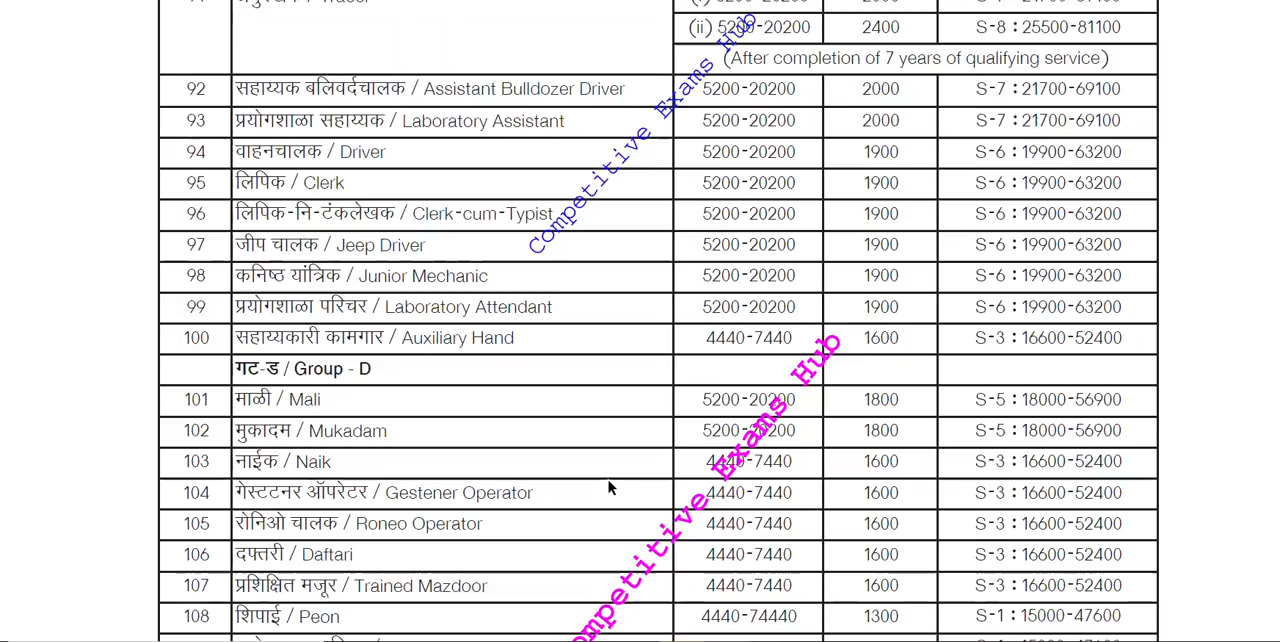 (ii) 5200-20200 2400 S-8 : 25500-81100
(After completion of 7 years of qualifying service)
92 सहाय्यक बलिवर्दचालक / Assistant Bulldozer Driver 5200-20200 2000 S-7 : 21700-69100
93 प्रयोगशाळा सहाय्यक / Laboratory Assistant 5200-20200 2000 S-7 : 21700-69100
94 वाहनचालक / Driver 5200-20200 1900 S-6 : 19900-63200
95 लिपिक / Clerk 5200-20200 1900 S-6 : 19900-63200
96 लिपिक-नि-टंकलेखक / Clerk-cum-Typist 5200-20200 1900 S-6 : 19900-63200
97 जीप चालक / Jeep Driver 5200-20200 1900 S-6 : 19900-63200
98 कनिष्ठ यांत्रिक / Junior Mechanic 5200-20200 1900 S-6 : 19900-63200
99 प्रयोगशाळा परिचर / Laboratory Attendant 5200-20200 1900 S-6 : 19900-63200
100 सहाय्यकारी कामगार / Auxiliary Hand 4440-7440 1600 S-3 : 16600-52400
गट-ड / Group - D
101 माळी / Mali 5200-20200 1800 S-5 : 18000-56900
102 मुकादम / Mukadam 5200-20200 1800 S-5 : 18000-56900
103 नाईक / Naik 4440-7440 1600 S-3 : 16600-52400
104 गेस्टटनर ऑपरेटर / Gestener Operator 4440-7440 1600 S-3 : 16600-52400
105 रोनिओ चालक / Roneo Operator 4440-7440 1600 S-3 : 16600-52400
106 दफ्तरी / Daftari 4440-7440 1600 S-3 : 16600-52400
107 प्रशिक्षित मजूर / Trained Mazdoor 4440-7440 1600 S-3 : 16600-52400
108 शिपाई / Peon 4440-74440 1300 S-1 : 15000-47600
Competitive Exams Hub
Competitive Exams Hub